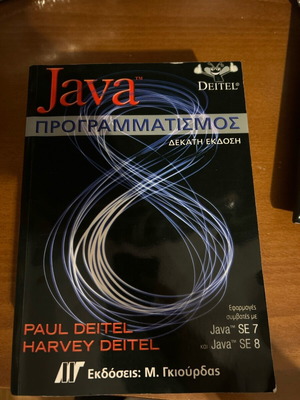 Java™
DEITEL®
ΠΡΟΓΡΑΜΜΑΤΙΣΜΟΣ
ΔΕΚΑΤΗ ΕΚΔΟΣΗ
PAUL DEITEL
HARVEY DEITEL
Εφαρμογές
συμβατές με
Java™ SE 7
και Java™ SE 8
Εκδόσεις: Μ. Γκιούρδας